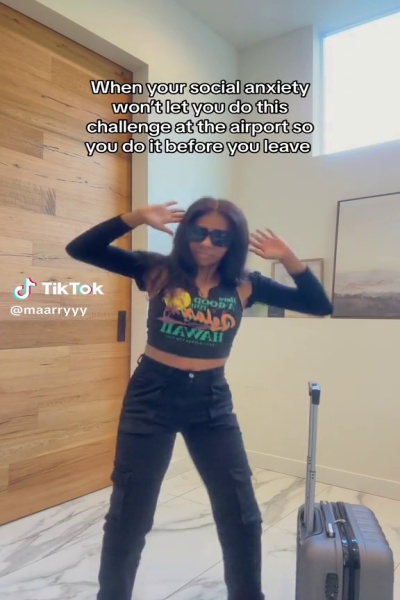 When your social anxiety
won't let you do this
challenge at the airport so
you do it before you leave
TikTok
@maarryyy
Have
A GOOD
HAWAII